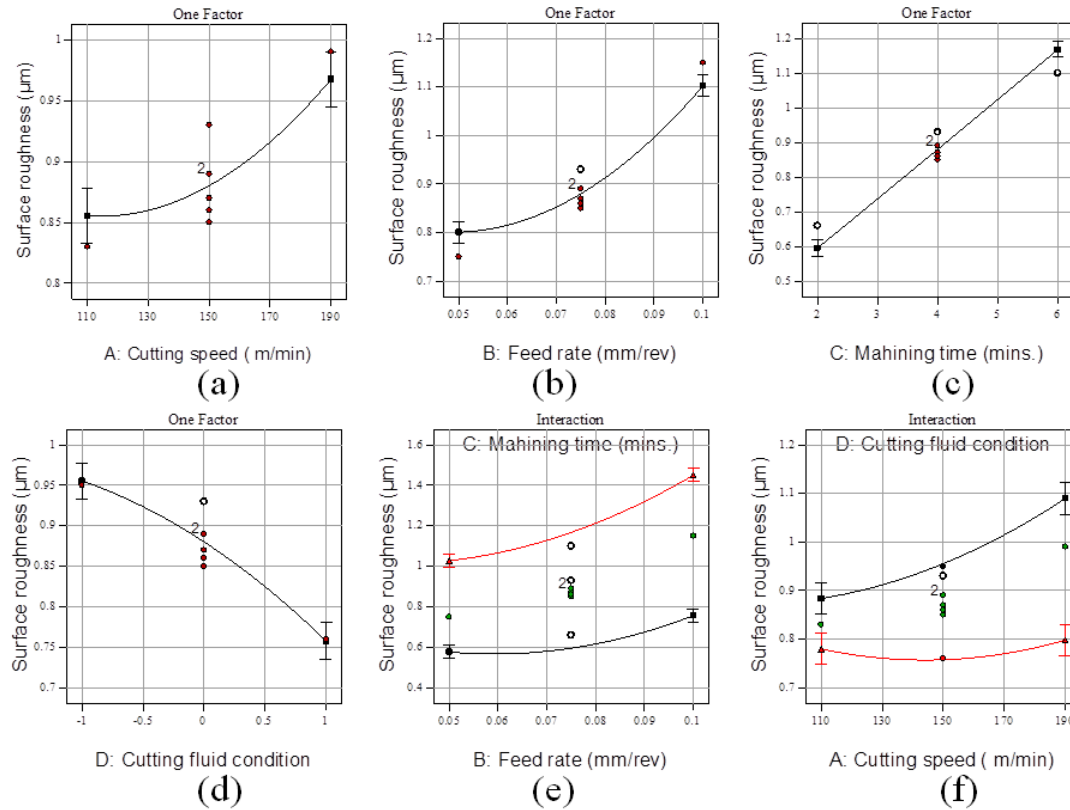 One Factor
1
0.95
0.9
0.85
0.8
Surface roughness (µm)
2
110 130 150 170 190
A: Cutting speed ( m/min)
(a)
One Factor
1.2
1.1
1
0.9
0.8
0.7
Surface roughness (µm)
2
0.05 0.06 0.07 0.08 0.09 0.1
B: Feed rate (mm/rev)
(b)
One Factor
1.2
1.1
1
0.9
0.8
0.7
0.6
0.5
Surface roughness (µm)
2
2 3 4 5 6
C: Mahining time (mins.)
(c)
One Factor
1
0.95
0.9
0.85
0.8
0.75
0.7
Surface roughness (µm)
2
-1 -0.5 0 0.5 1
D: Cutting fluid condition
(d)
Interaction
C: Mahining time (mins.)
1.6
1.4
1.2
1
0.8
0.6
0.4
Surface roughness (µm)
2
0.05 0.06 0.07 0.08 0.09 0.1
B: Feed rate (mm/rev)
(e)
Interaction
D: Cutting fluid condition
1.2
1.1
1
0.9
0.8
0.7
Surface roughness (µm)
2
110 130 150 170 190
A: Cutting speed ( m/min)
(f)